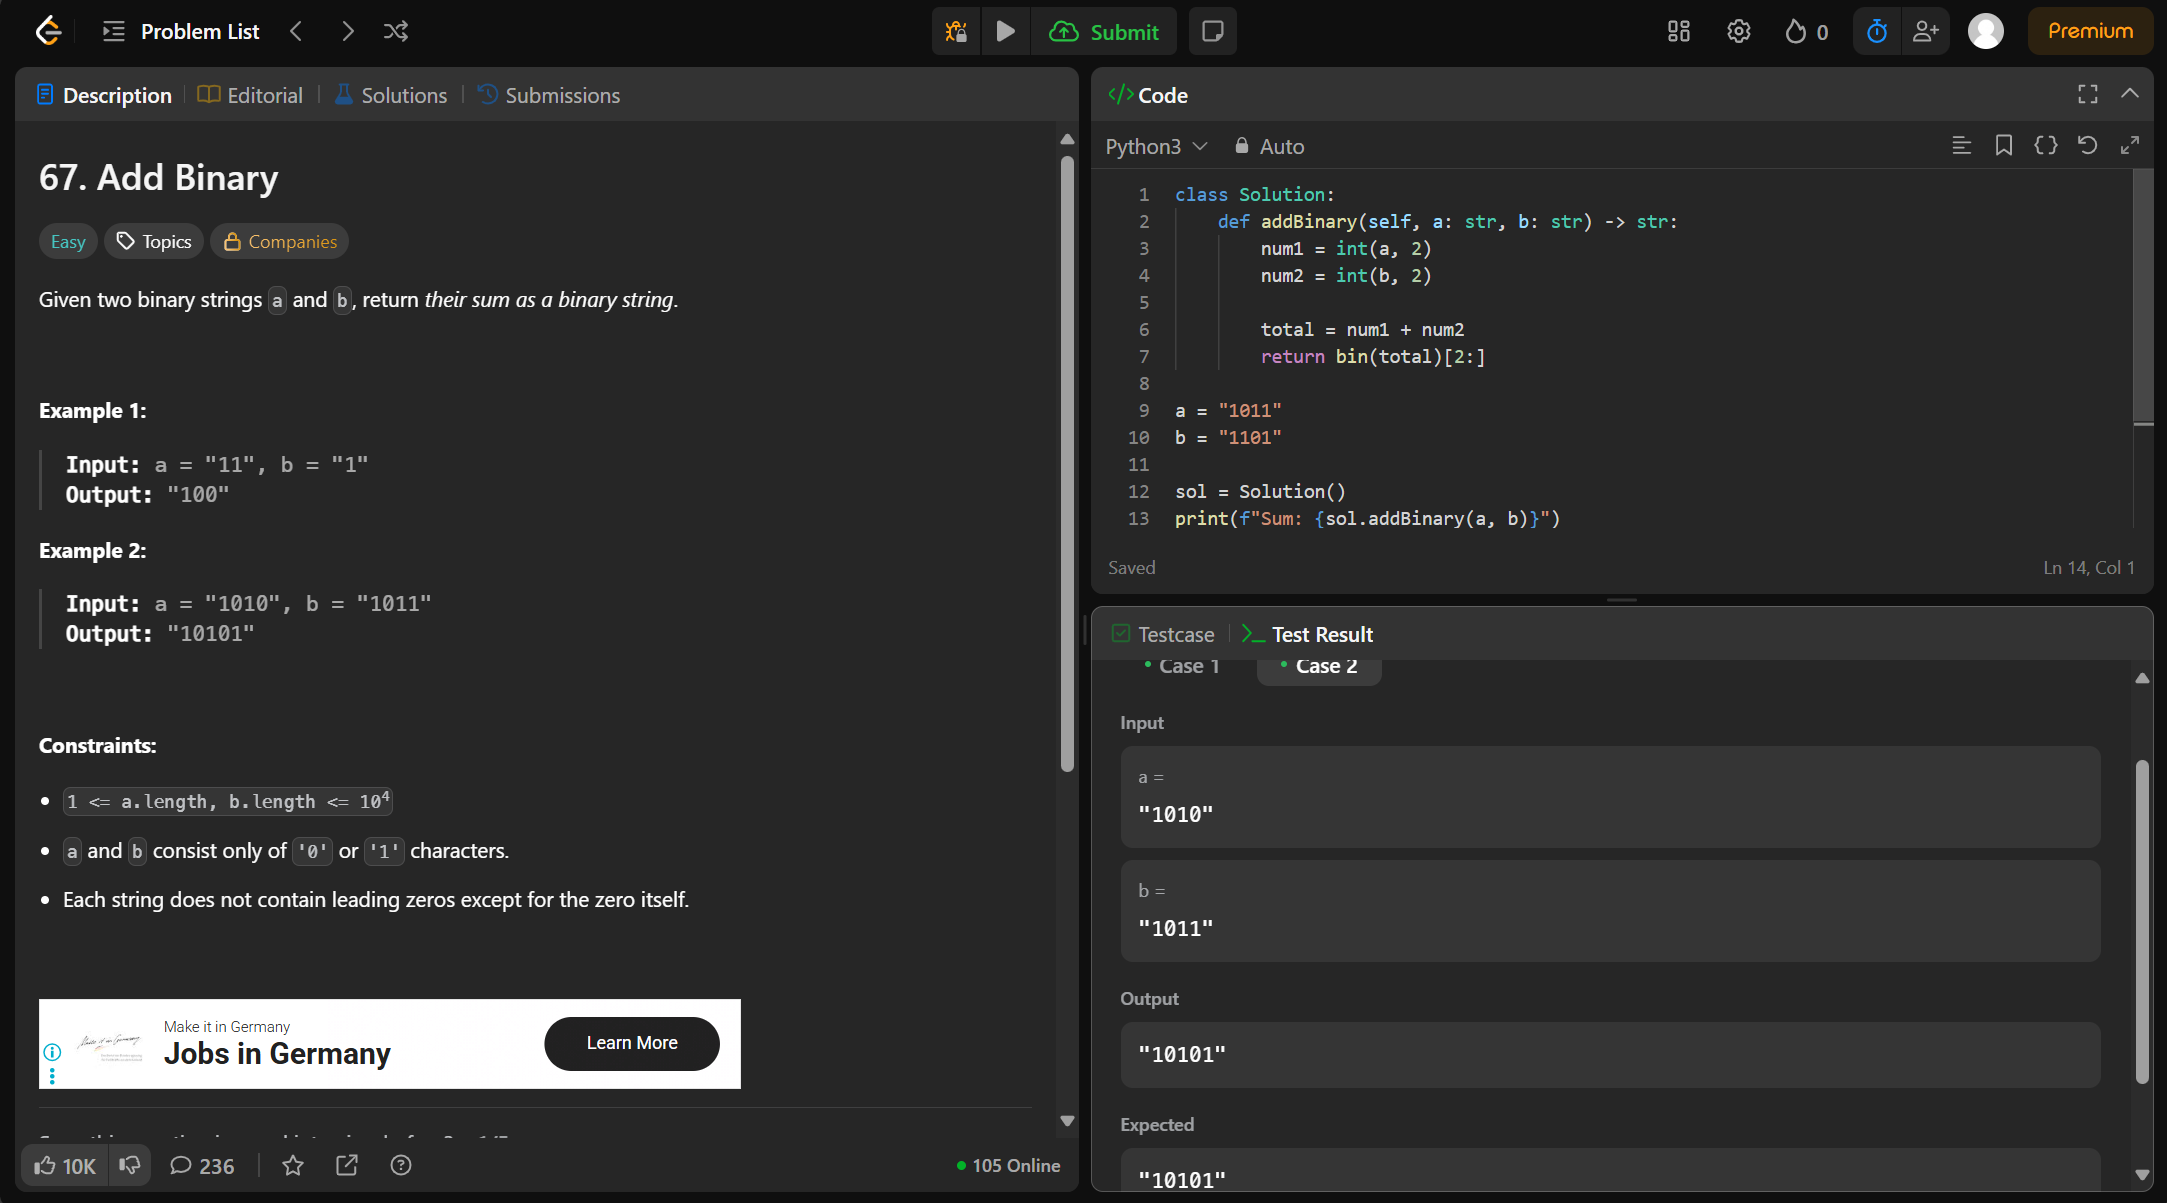 Problem List
Submit
0
Premium
Description
Editorial
Solutions
Submissions
67. Add Binary
Easy
Topics
Companies
Given two binary strings a and b, return their sum as a binary string.
Example 1:
Input: a = "11", b = "1"
Output: "100"
Example 2:
Input: a = "1010", b = "1011"
Output: "10101"
Constraints:
1 <= a.length, b.length <= 10⁴
a and b consist only of '0' or '1' characters.
Each string does not contain leading zeros except for the zero itself.
Make it in Germany
Jobs in Germany
Learn More
10K
236
105 Online
</> Code
Python3
Auto
1 class Solution:
2 def addBinary(self, a: str, b: str) -> str:
3 num1 = int(a, 2)
4 num2 = int(b, 2)
5
6 total = num1 + num2
7 return bin(total)[2:]
8
9 a = "1011"
10 b = "1101"
11
12 sol = Solution()
13 print(f"Sum: {sol.addBinary(a, b)}")
Saved
Ln 14, Col 1
Testcase
Test Result
Case 1
Case 2
Input
a =
"1010"
b =
"1011"
Output
"10101"
Expected
"10101"